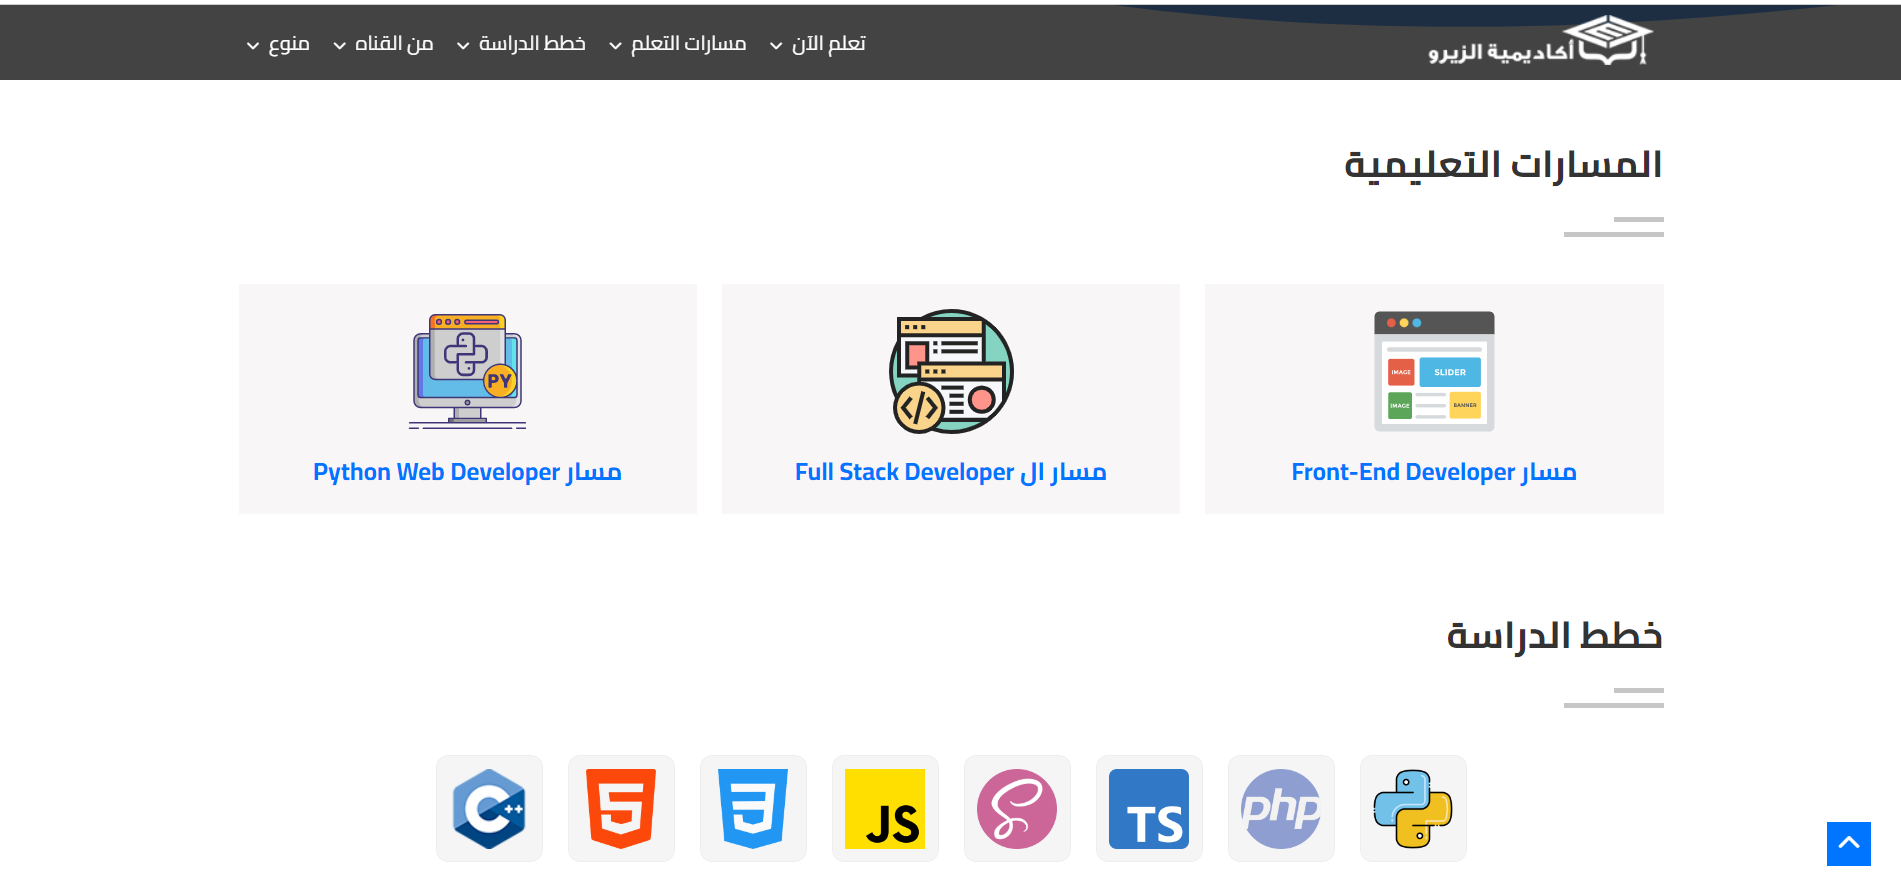 أكاديمية الزيرو
تعلم الآن مسارات التعلم خطط الدراسة من القناه منوع
المسارات التعليمية
IMAGE SLIDER
IMAGE BANNER
مسار Front-End Developer
مسار ال Full Stack Developer
PY
مسار Python Web Developer
خطط الدراسة
php
TS
JS
C++